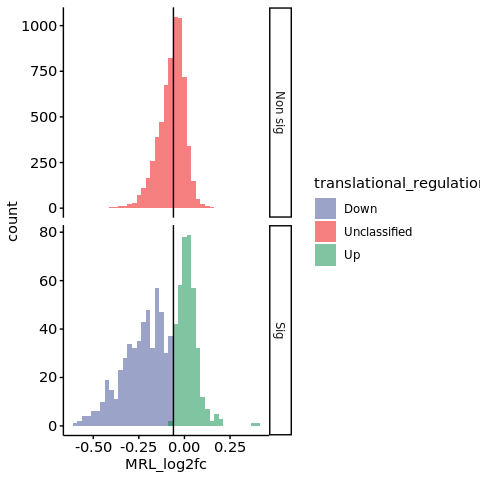 1000
750
500
250
0
Non sig
80
60
40
20
0
Sig
count
-0.50 -0.25 0.00 0.25
MRL_log2fc
translational_regulation
Down
Unclassified
Up